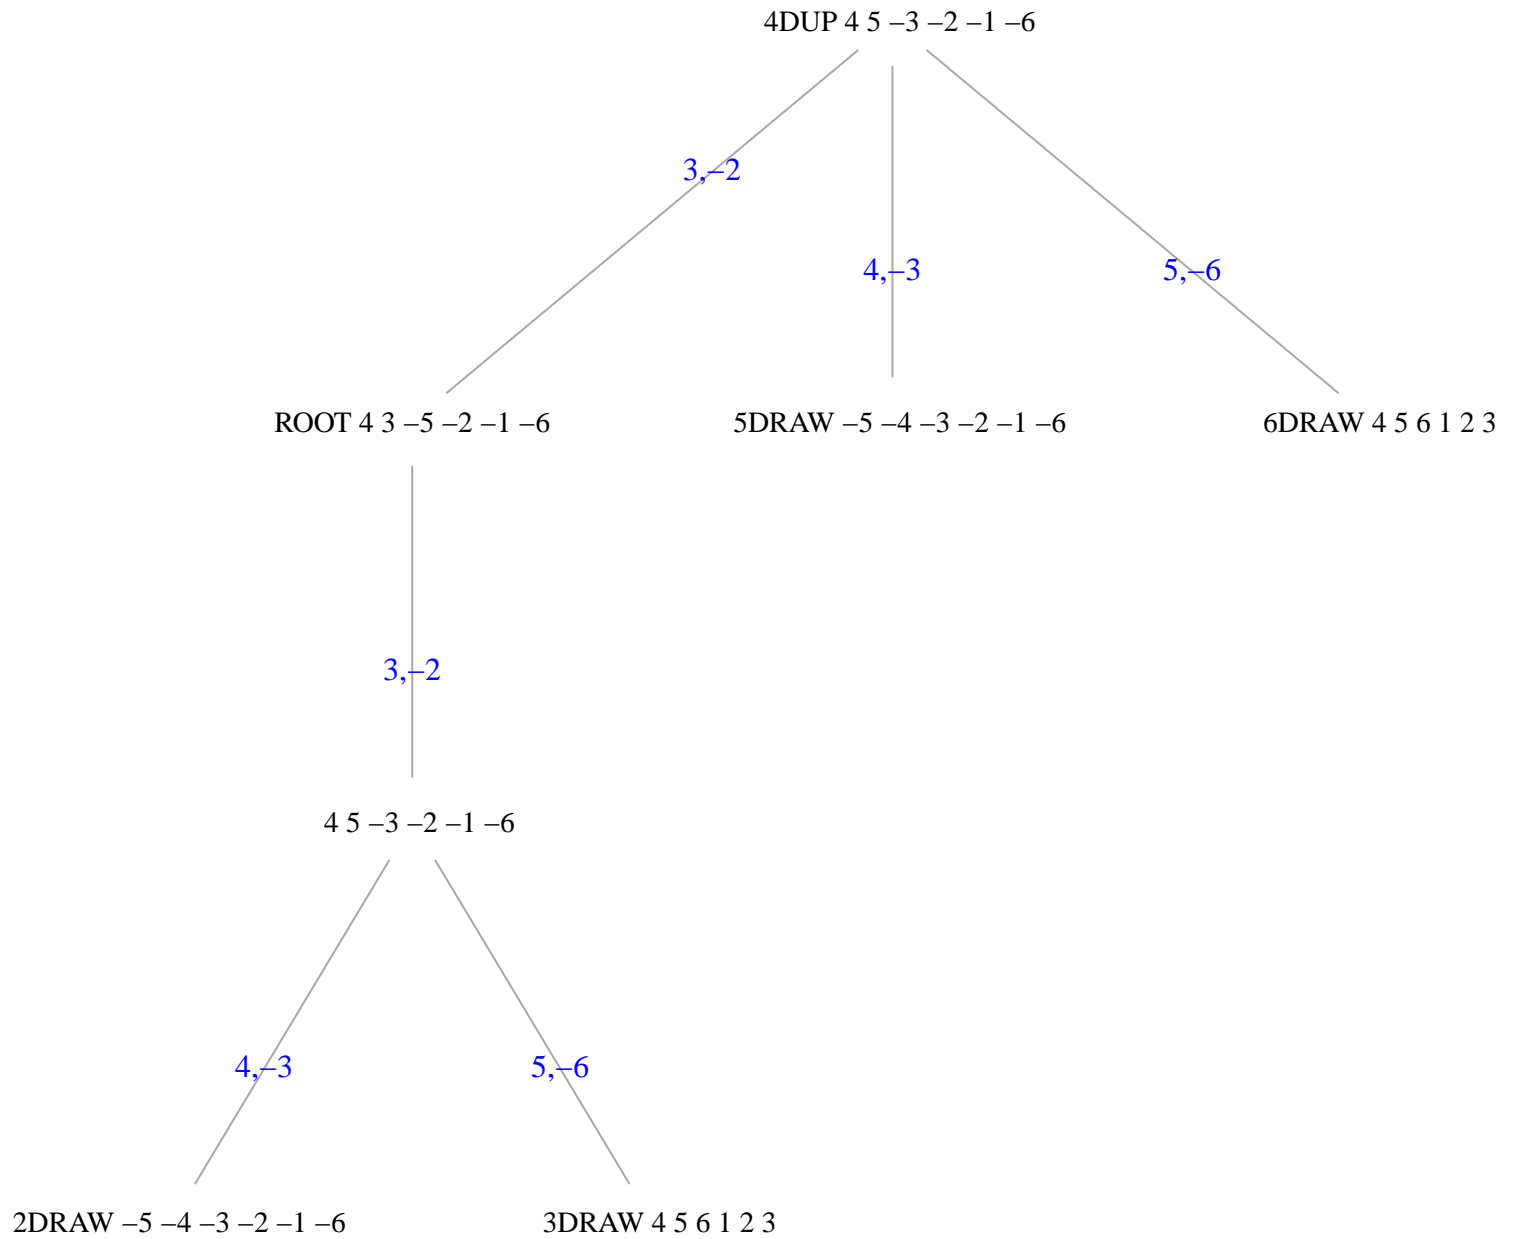 4DUP 4 5 –3 –2 –1 –6
3,–2
4,–3
5,–6
ROOT 4 3 –5 –2 –1 –6
5DRAW –5 –4 –3 –2 –1 –6
6DRAW 4 5 6 1 2 3
3,–2
4 5 –3 –2 –1 –6
4,–3
5,–6
2DRAW –5 –4 –3 –2 –1 –6
3DRAW 4 5 6 1 2 3